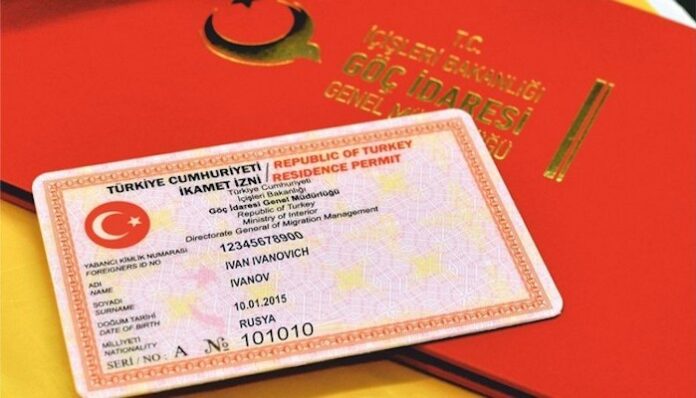 T.C.
İÇİŞLERİ BAKANLIĞI
GÖÇ İDARESİ
GENEL MÜDÜRLÜĞÜ
TÜRKİYE CUMHURİYETİ / REPUBLIC OF TURKEY
İKAMET İZNİ / RESIDENCE PERMIT
Türkiye Cumhuriyeti
İçişleri Bakanlığı
Göç İdaresi Genel Müdürlüğü
Republic of Turkey
Ministry of Interior
Directorate General of Migration Management
YABANCI KİMLİK NUMARASI
FOREIGNERS ID NO
12345678900
ADI
NAME
IVAN IVANOVICH
SOYADI
SURNAME
IVANOV
DOĞUM TARİHİ
DATE OF BIRTH
10.01.2015
MİLLİYETİ
NATIONALITY
RUSYA
SERİ / NO : A № 101010